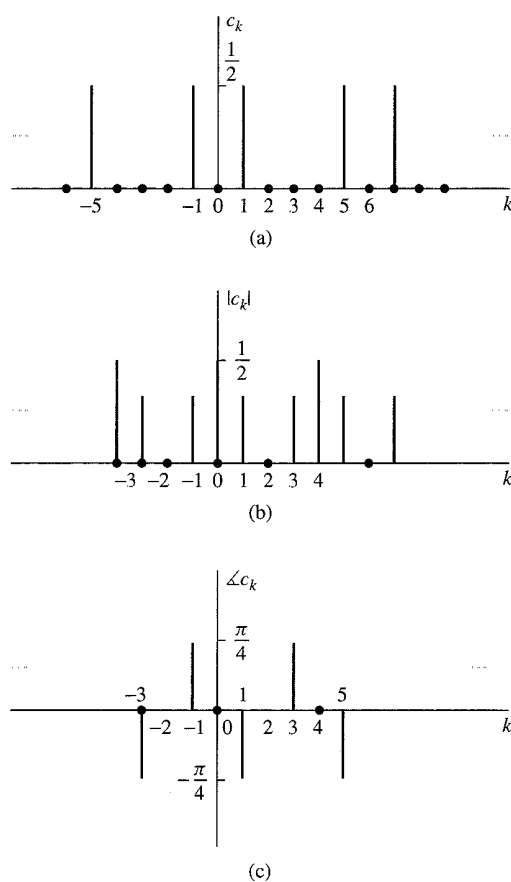 c_k
1/2
... ...
-5 -1 0 1 2 3 4 5 6 k
(a)
|c_k|
1/2
... ...
-3 -2 -1 0 1 2 3 4 k
(b)
∡c_k
π/4
... ...
-3 1 5
-2 -1 0 2 3 4 k
-π/4
(c)